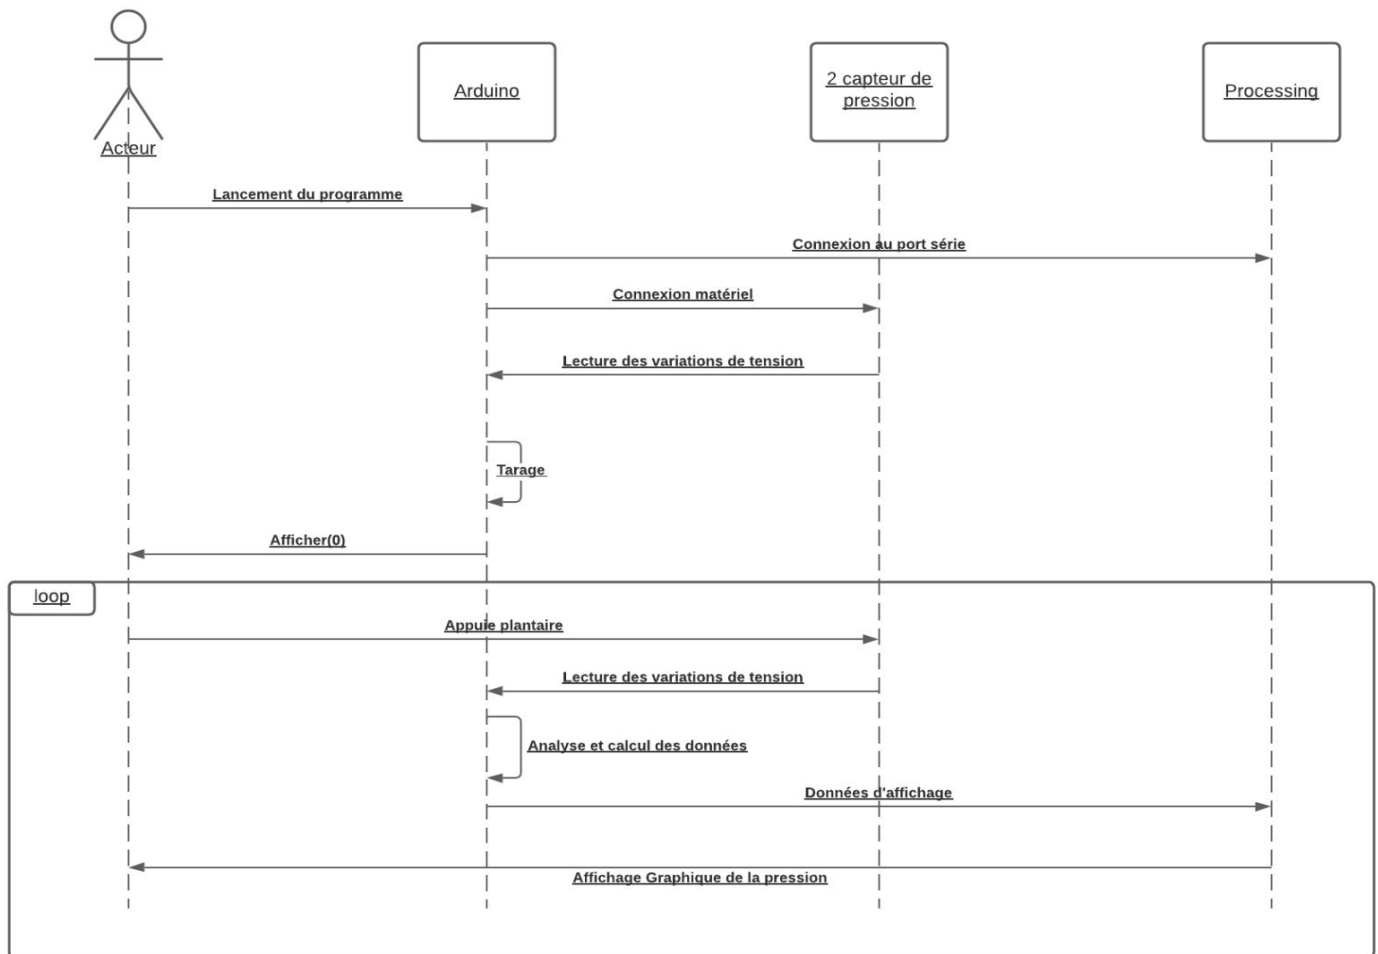 Acteur
Arduino
2 capteur de
pression
Processing
Lancement du programme
Connexion au port série
Connexion matériel
Lecture des variations de tension
Tarage
Afficher(0)
loop
Appuie plantaire
Lecture des variations de tension
Analyse et calcul des données
Données d'affichage
Affichage Graphique de la pression